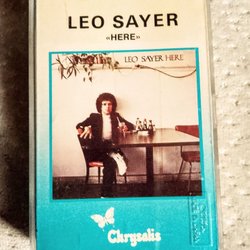 LEO SAYER
«HERE»
LEO SAYER HERE
Chrysalis